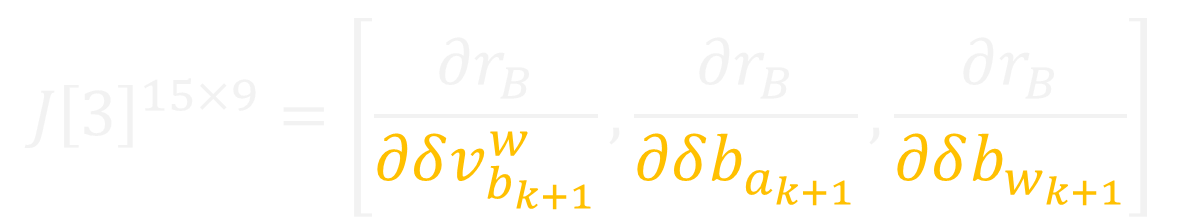 J[3]^{15×9} = [ ∂r_B / ∂δv^w_{b_{k+1}} , ∂r_B / ∂δb_{a_{k+1}} , ∂r_B / ∂δb_{w_{k+1}} ]